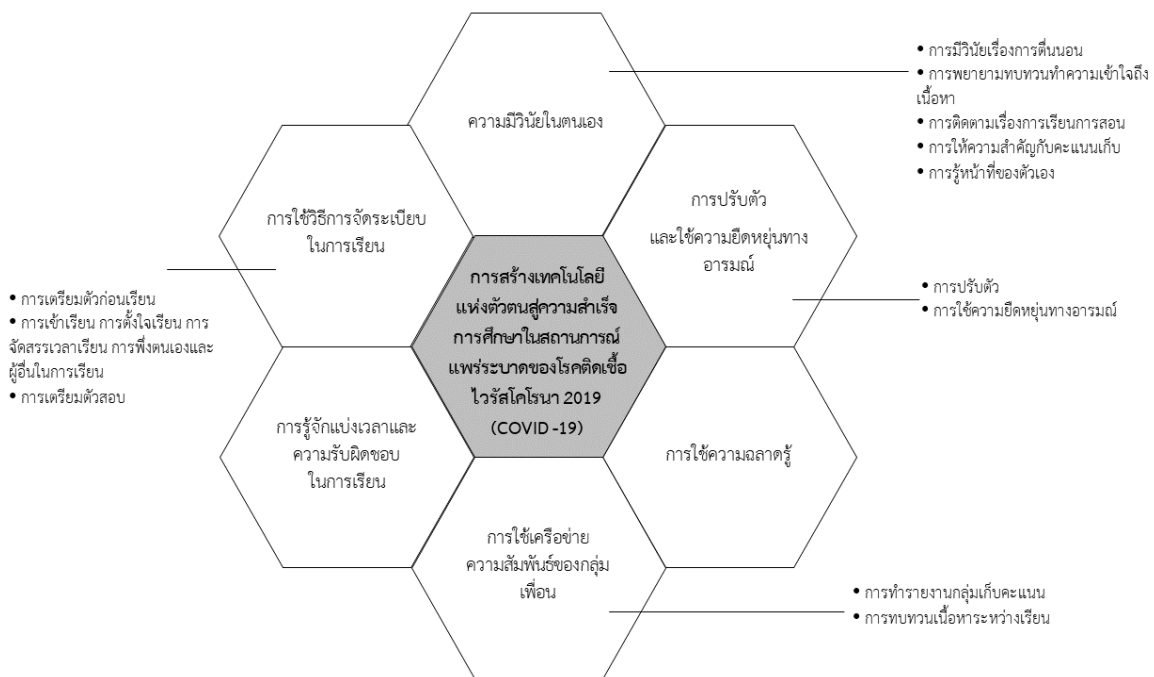 ความมีวินัยในตนเอง
• การมีวินัยเรื่องการตื่นนอน
• การพยายามทบทวนทำความเข้าใจถึง
เนื้อหา
• การติดตามเรื่องการเรียนการสอน
• การให้ความสำคัญกับคะแนนเก็บ
• การรู้หน้าที่ของตัวเอง
การปรับตัว
และใช้ความยืดหยุ่นทาง
อารมณ์
• การปรับตัว
• การใช้ความยืดหยุ่นทางอารมณ์
การใช้วิธีการจัดระเบียบ
ในการเรียน
• การเตรียมตัวก่อนเรียน
• การเข้าเรียน การตั้งใจเรียน การ
จัดสรรเวลาเรียน การพึ่งตนเองและ
ผู้อื่นในการเรียน
• การเตรียมตัวสอบ
การสร้างเทคโนโลยี
แห่งตัวตนสู่ความสำเร็จ
การศึกษาในสถานการณ์
แพร่ระบาดของโรคติดเชื้อ
ไวรัสโคโรนา 2019
(COVID -19)
การรู้จักแบ่งเวลาและ
ความรับผิดชอบ
ในการเรียน
การใช้ความฉลาดรู้
การใช้เครือข่าย
ความสัมพันธ์ของกลุ่ม
เพื่อน
• การทำรายงานกลุ่มเก็บคะแนน
• การทบทวนเนื้อหาระหว่างเรียน